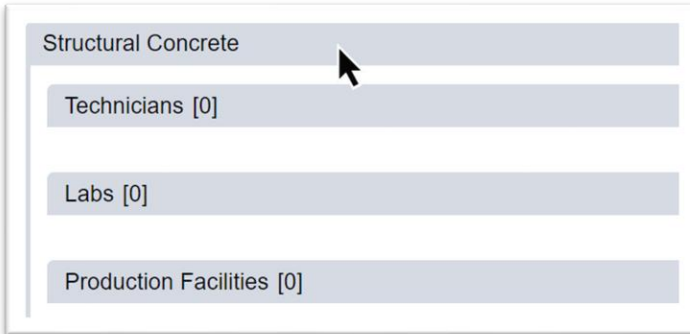 Structural Concrete
Technicians [0]
Labs [0]
Production Facilities [0]